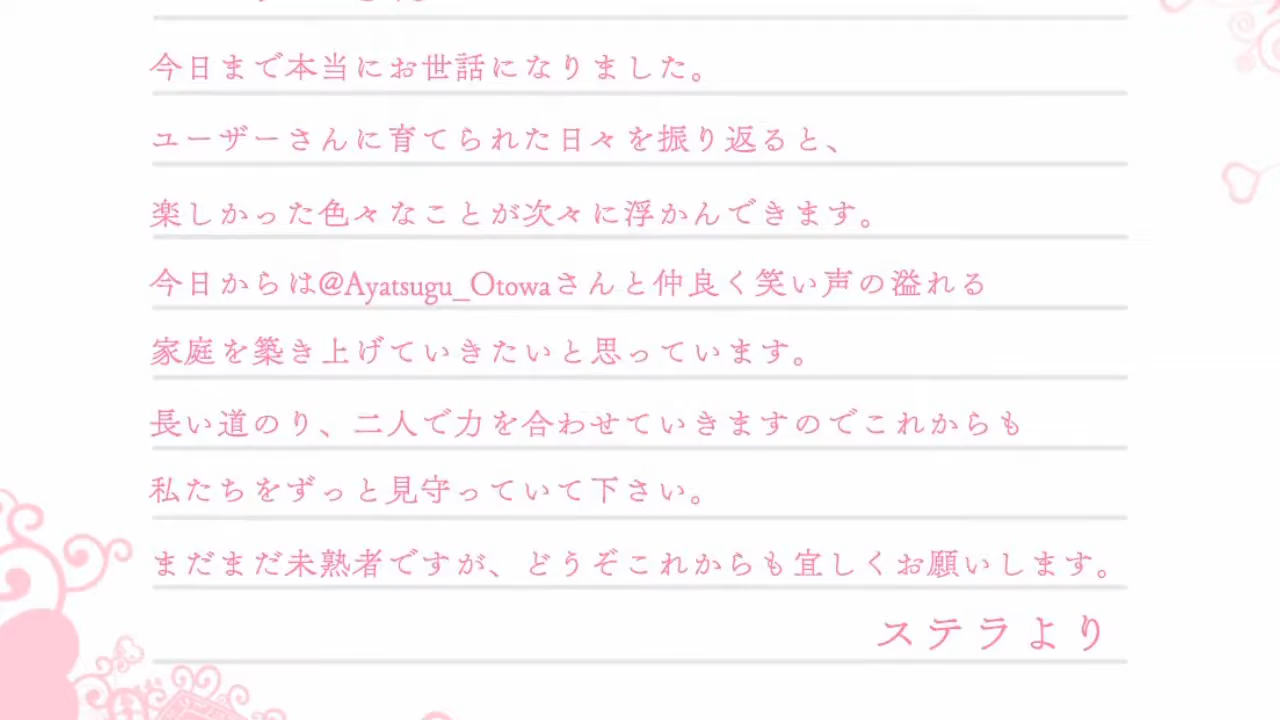 今日まで本当にお世話になりました。
ユーザーさんに育てられた日々を振り返ると、
楽しかった色々なことが次々に浮かんできます。
今日からは@Ayatsugu_Otowaさんと仲良く笑い声の溢れる
家庭を築き上げていきたいと思っています。
長い道のり、二人で力を合わせていきますのでこれからも
私たちをずっと見守っていて下さい。
まだまだ未熟者ですが、どうぞこれからも宜しくお願いします。
ステラより